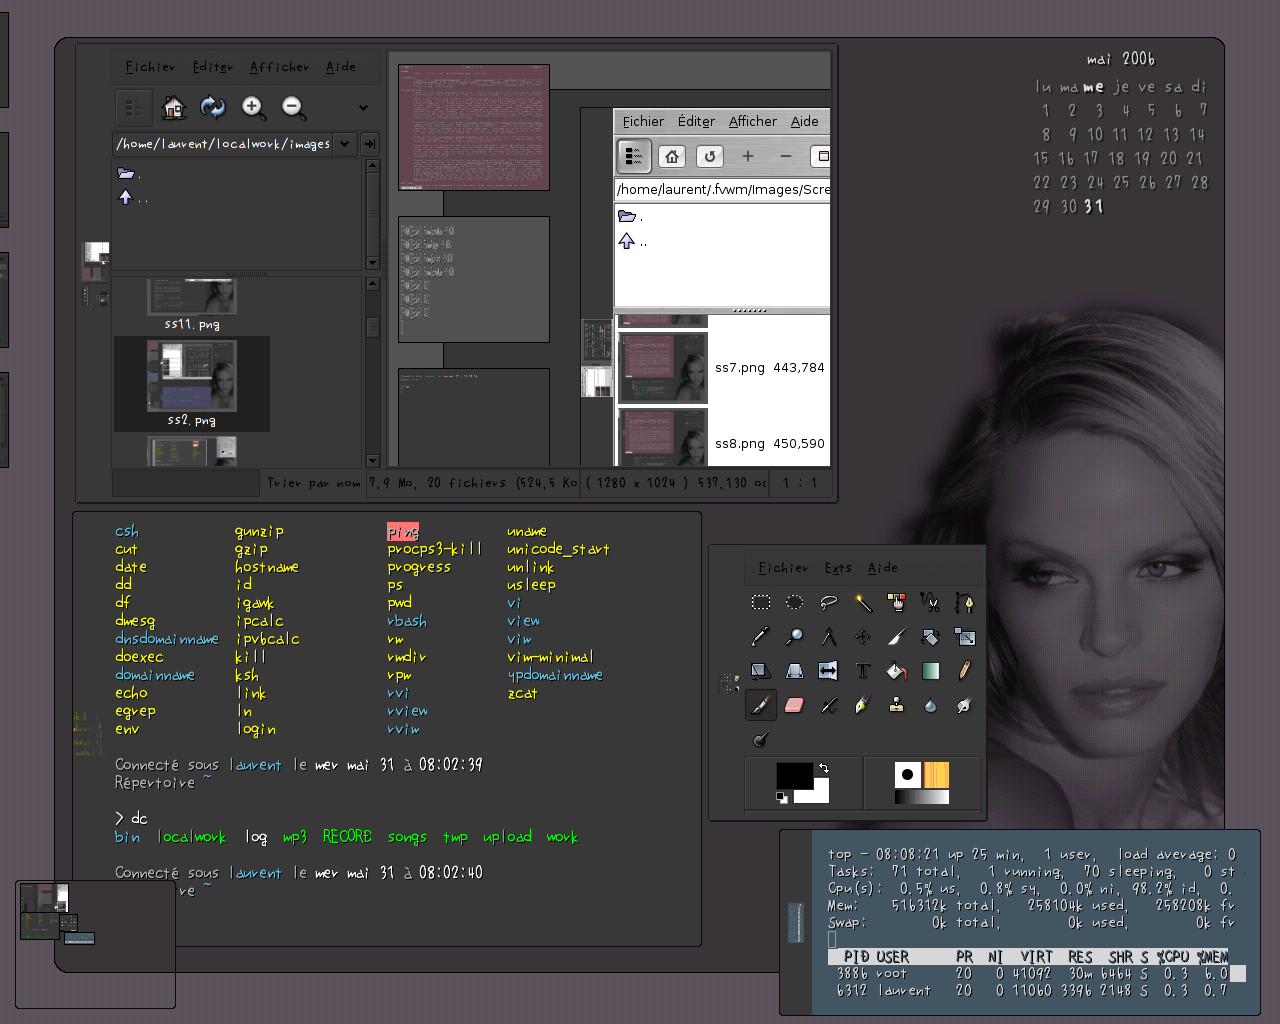 Fichier Éditer Afficher Aide
/home/laurent/localwork/images
.
..
ss11.png
ss2.png
Trier par nom 7,9 Mo, 20 fichiers (524,5 Ko ( 1280 x 1024 ) 537,130 oc 1 : 1
Fichier Éditer Afficher Aide
/home/laurent/.fvwm/Images/Scre
.
..
ss7.png 443,784
ss8.png 450,590
mai 2006
lu ma me je ve sa di
1 2 3 4 5 6 7
8 9 10 11 12 13 14
15 16 17 18 19 20 21
22 23 24 25 26 27 28
29 30 31
csh gunzip ping uname
cut gzip procps3-kill unicode_start
date hostname progress unlink
dd id ps usleep
df igawk pwd vi
dmesg ipcalc vbash view
dnsdomainname ipv6calc vw vim
doexec kill vmdiv vim-minimal
domainname ksh vpw ypdomainname
echo link vvi zcat
egrep ln vview
env login vvim
Connecté sous laurent le mer mai 31 à 08:02:39
Répertoire ~
> dc
bin localwork log mp3 RECORD songs tmp upload work
Connecté sous laurent le mer mai 31 à 08:02:40
re ~
Fichier Exts Aide
top - 08:08:21 up 25 min, 1 user, load average: 0
Tasks: 71 total, 1 running, 70 sleeping, 0 st
Cpu(s): 0.5% us, 0.8% sy, 0.0% ni, 98.2% id, 0.
Mem: 516312k total, 258104k used, 258208k fr
Swap: 0k total, 0k used, 0k fr
PID USER PR NI VIRT RES SHR S %CPU %MEM
3886 root 20 0 41092 30m 6464 S 0.3 6.0
6312 laurent 20 0 11060 3396 2148 S 0.3 0.7